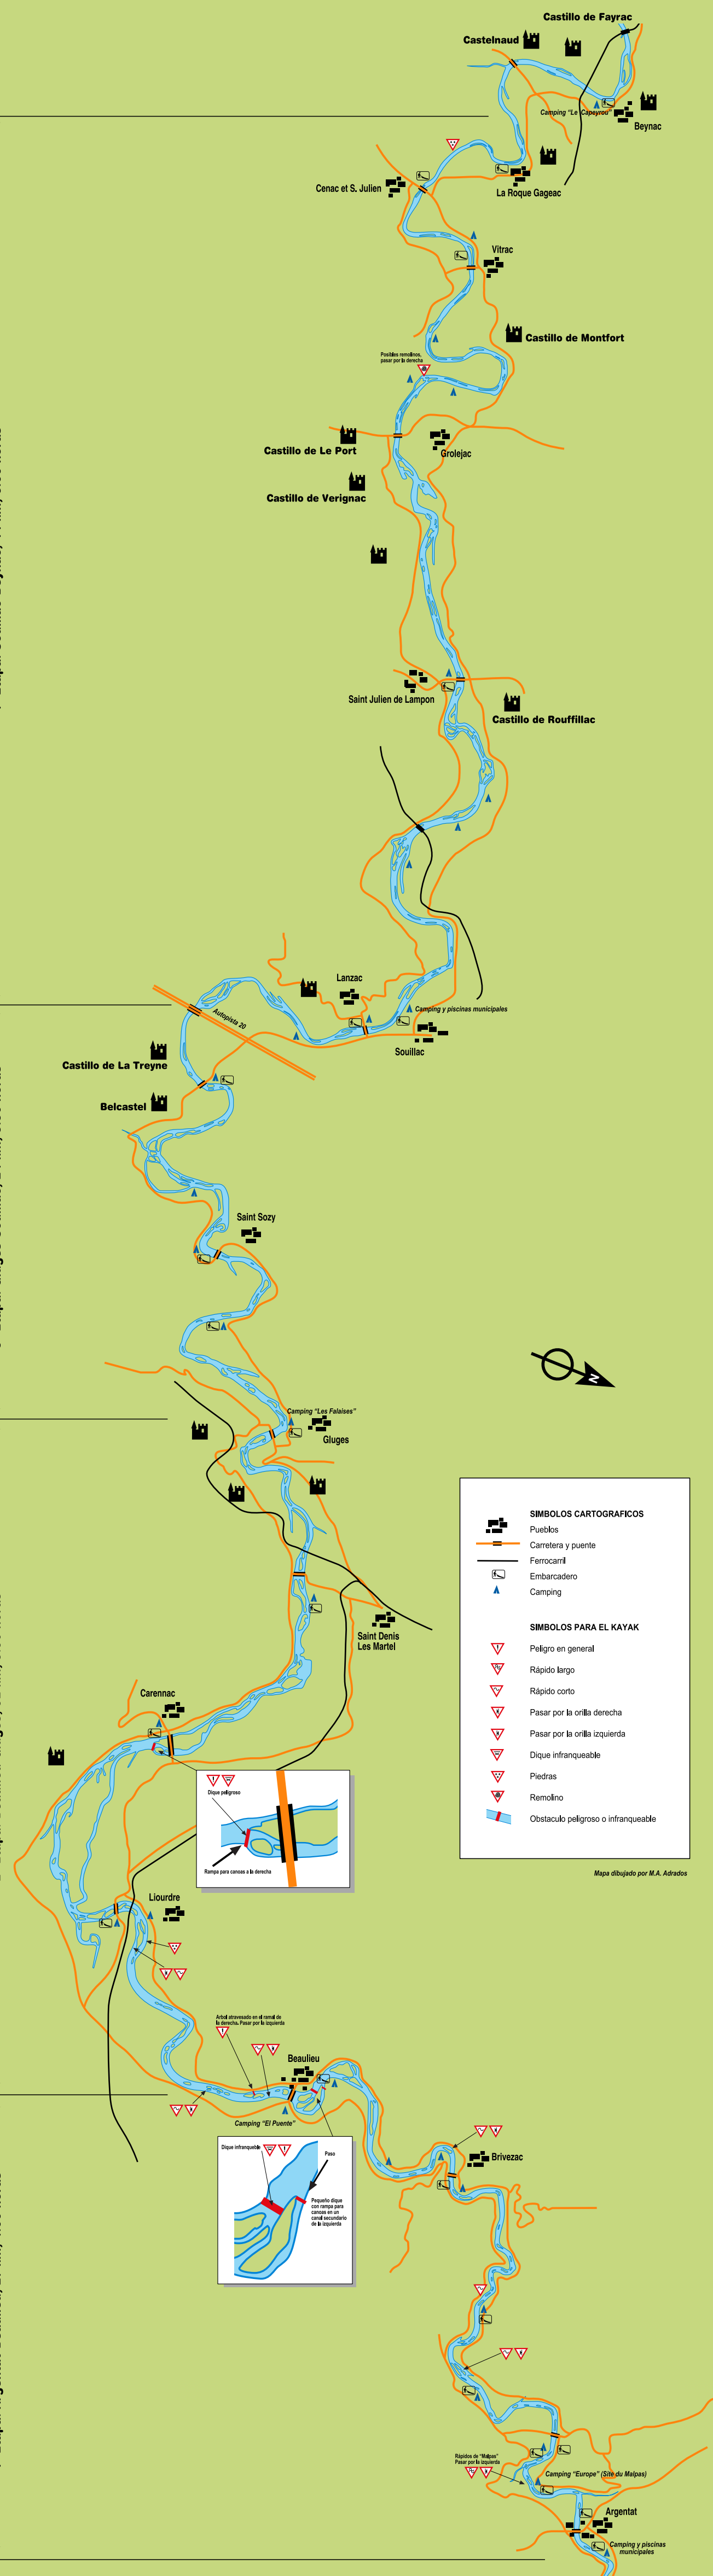 Castillo de Fayrac
Castelnaud
Camping "Le Capeyrou"
Beynac
Cenac et S. Julien
La Roque Gageac
Vitrac
Castillo de Montfort
Posibles remolinos,
pasar por la derecha
Castillo de Le Port
Grolejac
Castillo de Verignac
Saint Julien de Lampon
Castillo de Rouffillac
Lanzac
Camping y piscinas municipales
Autopista 20
Souillac
Castillo de La Treyne
Belcastel
Saint Sozy
N
Camping "Les Falaises"
Gluges
SIMBOLOS CARTOGRAFICOS
Pueblos
Carretera y puente
Ferrocarril
Embarcadero
Camping
SIMBOLOS PARA EL KAYAK
Peligro en general
Rápido largo
Rápido corto
Pasar por la orilla derecha
Pasar por la orilla izquierda
Dique infranqueable
Piedras
Remolino
Obstaculo peligroso o infranqueable
Mapa dibujado por M.A. Adrados
Saint Denis
Les Martel
Carennac
Dique peligroso
Rampa para canoas a la derecha
Liourdre
Arbol atravesado en el ramal de
la derecha. Pasar por la izquierda
Beaulieu
Camping "El Puente"
Dique infranqueble
Paso
Pequeño dique
con rampa para
canoas en un
canal secundario
de la izquierda
Brivezac
Rápidos de "Malpas"
Pasar por la izquierda
Camping "Europe" (Site du Malpas)
Argentat
Camping y piscinas
municipales